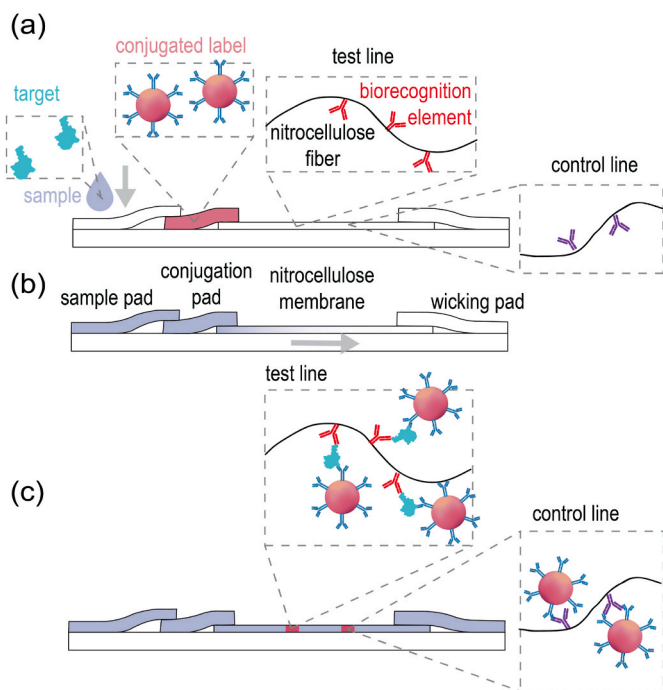 (a)
conjugated label
test line
target
biorecognition
element
nitrocellulose
fiber
sample
control line
(b)
sample pad
conjugation
pad
nitrocellulose
membrane
wicking pad
test line
(c)
control line